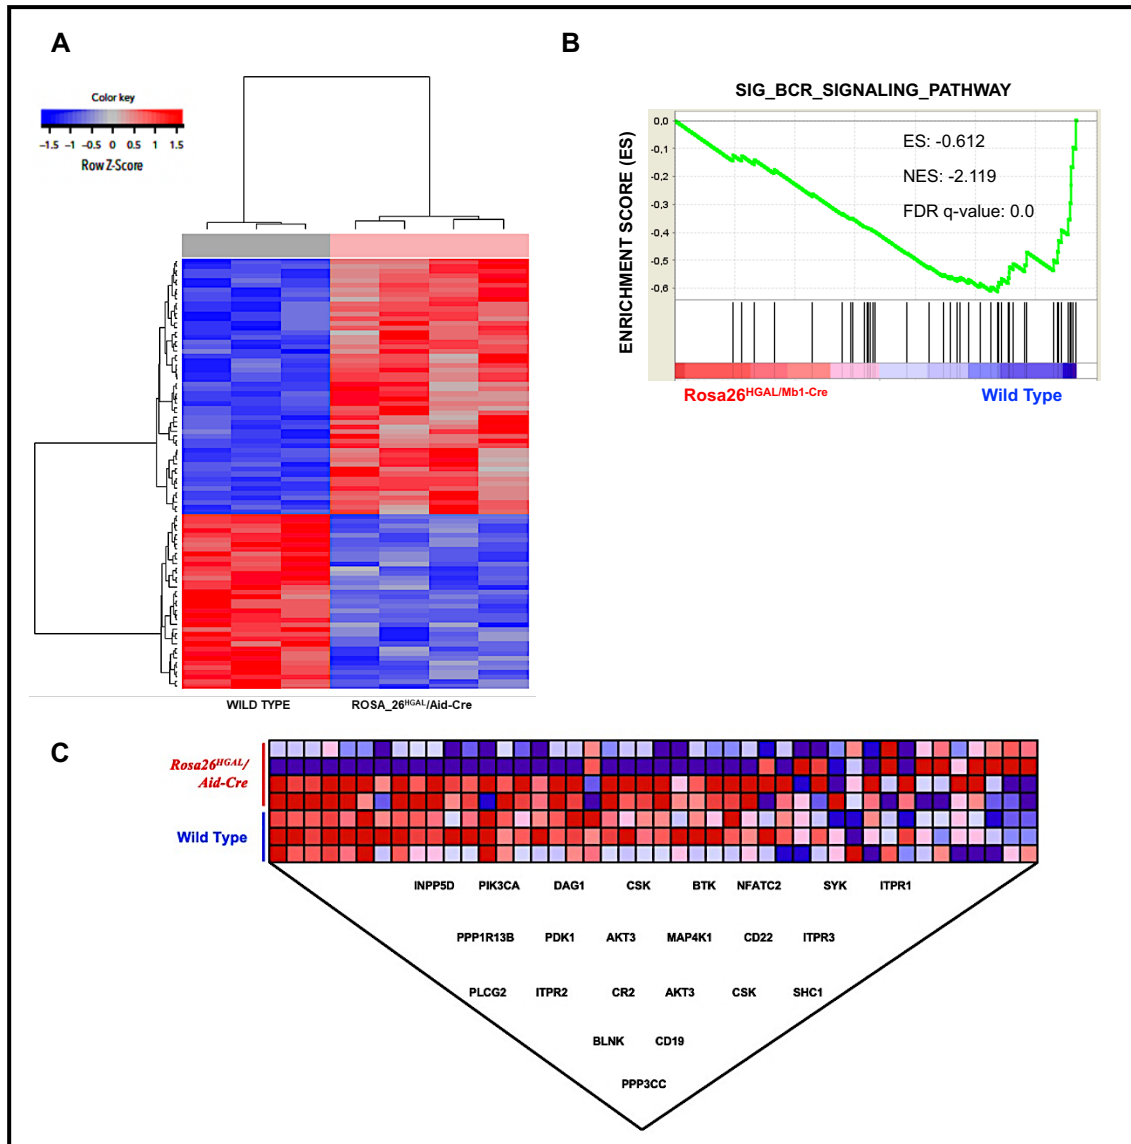 A
Color key
−1.5 −1 0.5 0 0.5 1 1.5
Row Z-Score
WILD TYPE ROSA_26HGAL/Aid-Cre
B
SIG_BCR_SIGNALING_PATHWAY
ENRICHMENT SCORE (ES)
0,0
-0,1
-0,2
-0,3
-0,4
-0,5
-0,6
ES: -0.612
NES: -2.119
FDR q-value: 0.0
Rosa26HGAL/Mb1-Cre Wild Type
C
Rosa26HGAL/
Aid-Cre
Wild Type
INPP5D PIK3CA DAG1 CSK BTK NFATC2 SYK ITPR1
PPP1R13B PDK1 AKT3 MAP4K1 CD22 ITPR3
PLCG2 ITPR2 CR2 AKT3 CSK SHC1
BLNK CD19
PPP3CC